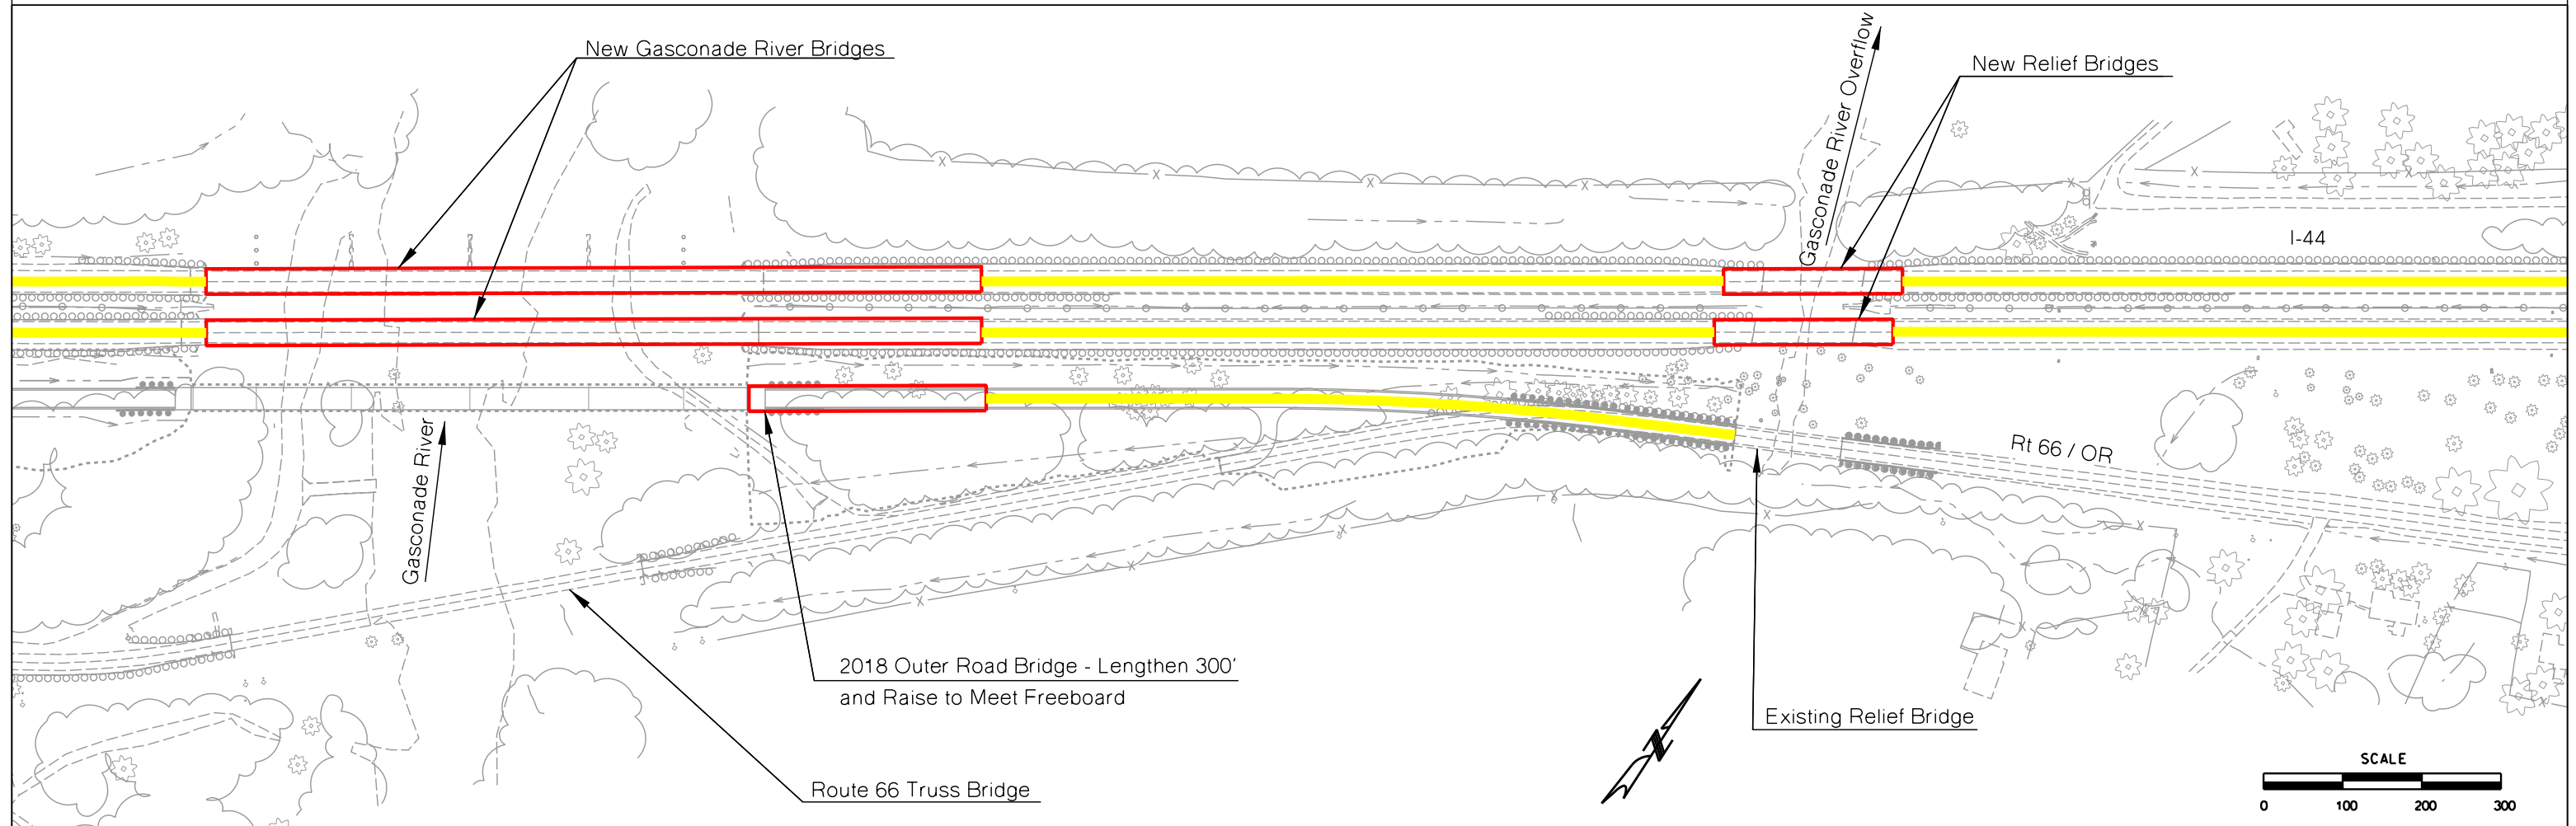 New Gasconade River Bridges
Gasconade River Overflow
New Relief Bridges
I-44
Gasconade River
Rt 66 / OR
2018 Outer Road Bridge - Lengthen 300'
and Raise to Meet Freeboard
Existing Relief Bridge
Route 66 Truss Bridge
N
SCALE
0 100 200 300